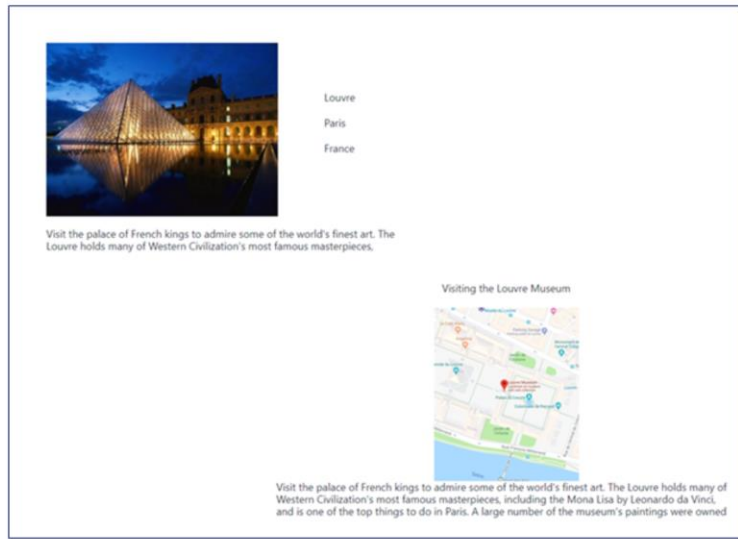 Louvre
Paris
France
Visit the palace of French kings to admire some of the world's finest art. The
Louvre holds many of Western Civilization's most famous masterpieces,
Visiting the Louvre Museum
Louvre Museum
Visit the palace of French kings to admire some of the world's finest art. The Louvre holds many of
Western Civilization's most famous masterpieces, including the Mona Lisa by Leonardo da Vinci,
and is one of the top things to do in Paris. A large number of the museum's paintings were owned